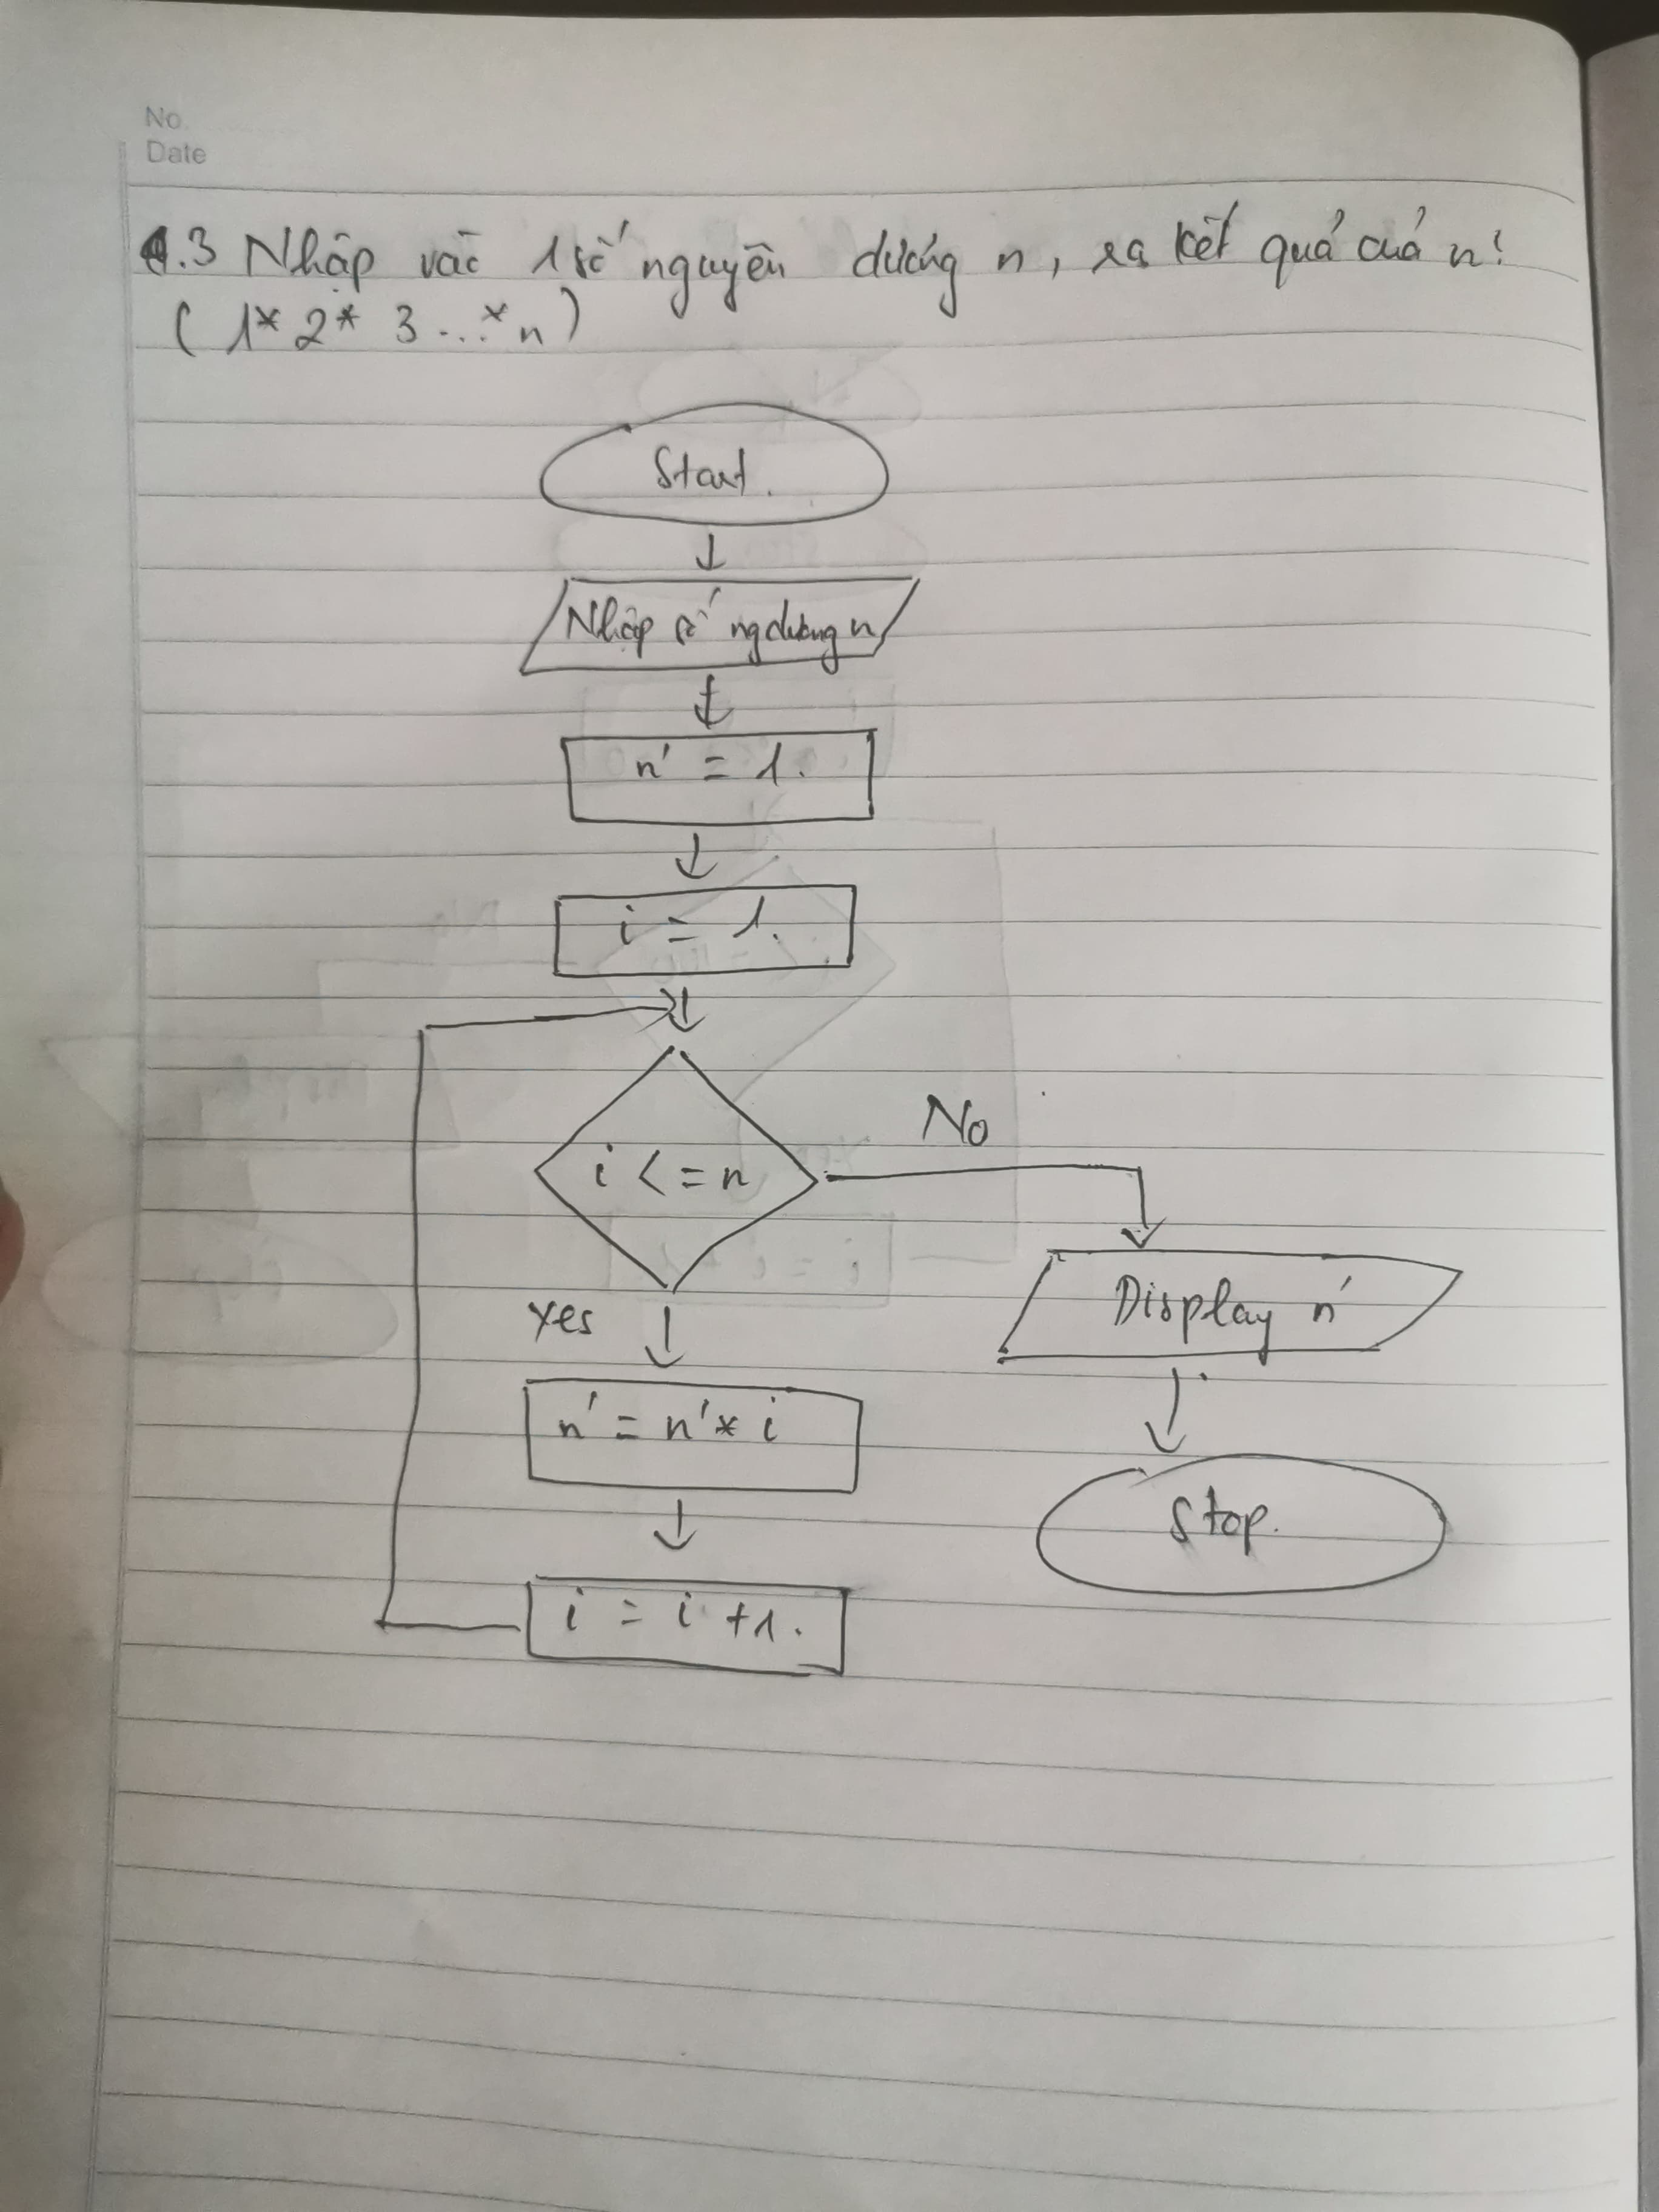 No.
Date
4.3 Nhập vào 1 số nguyên dương n, ra kết quả của n!
(1* 2* 3...*n)
Start.
Nhập số ng dương n
n' = 1.
i = 1.
i <= n
No
Yes
Display n'
n' = n' * i
Stop.
i = i +1.